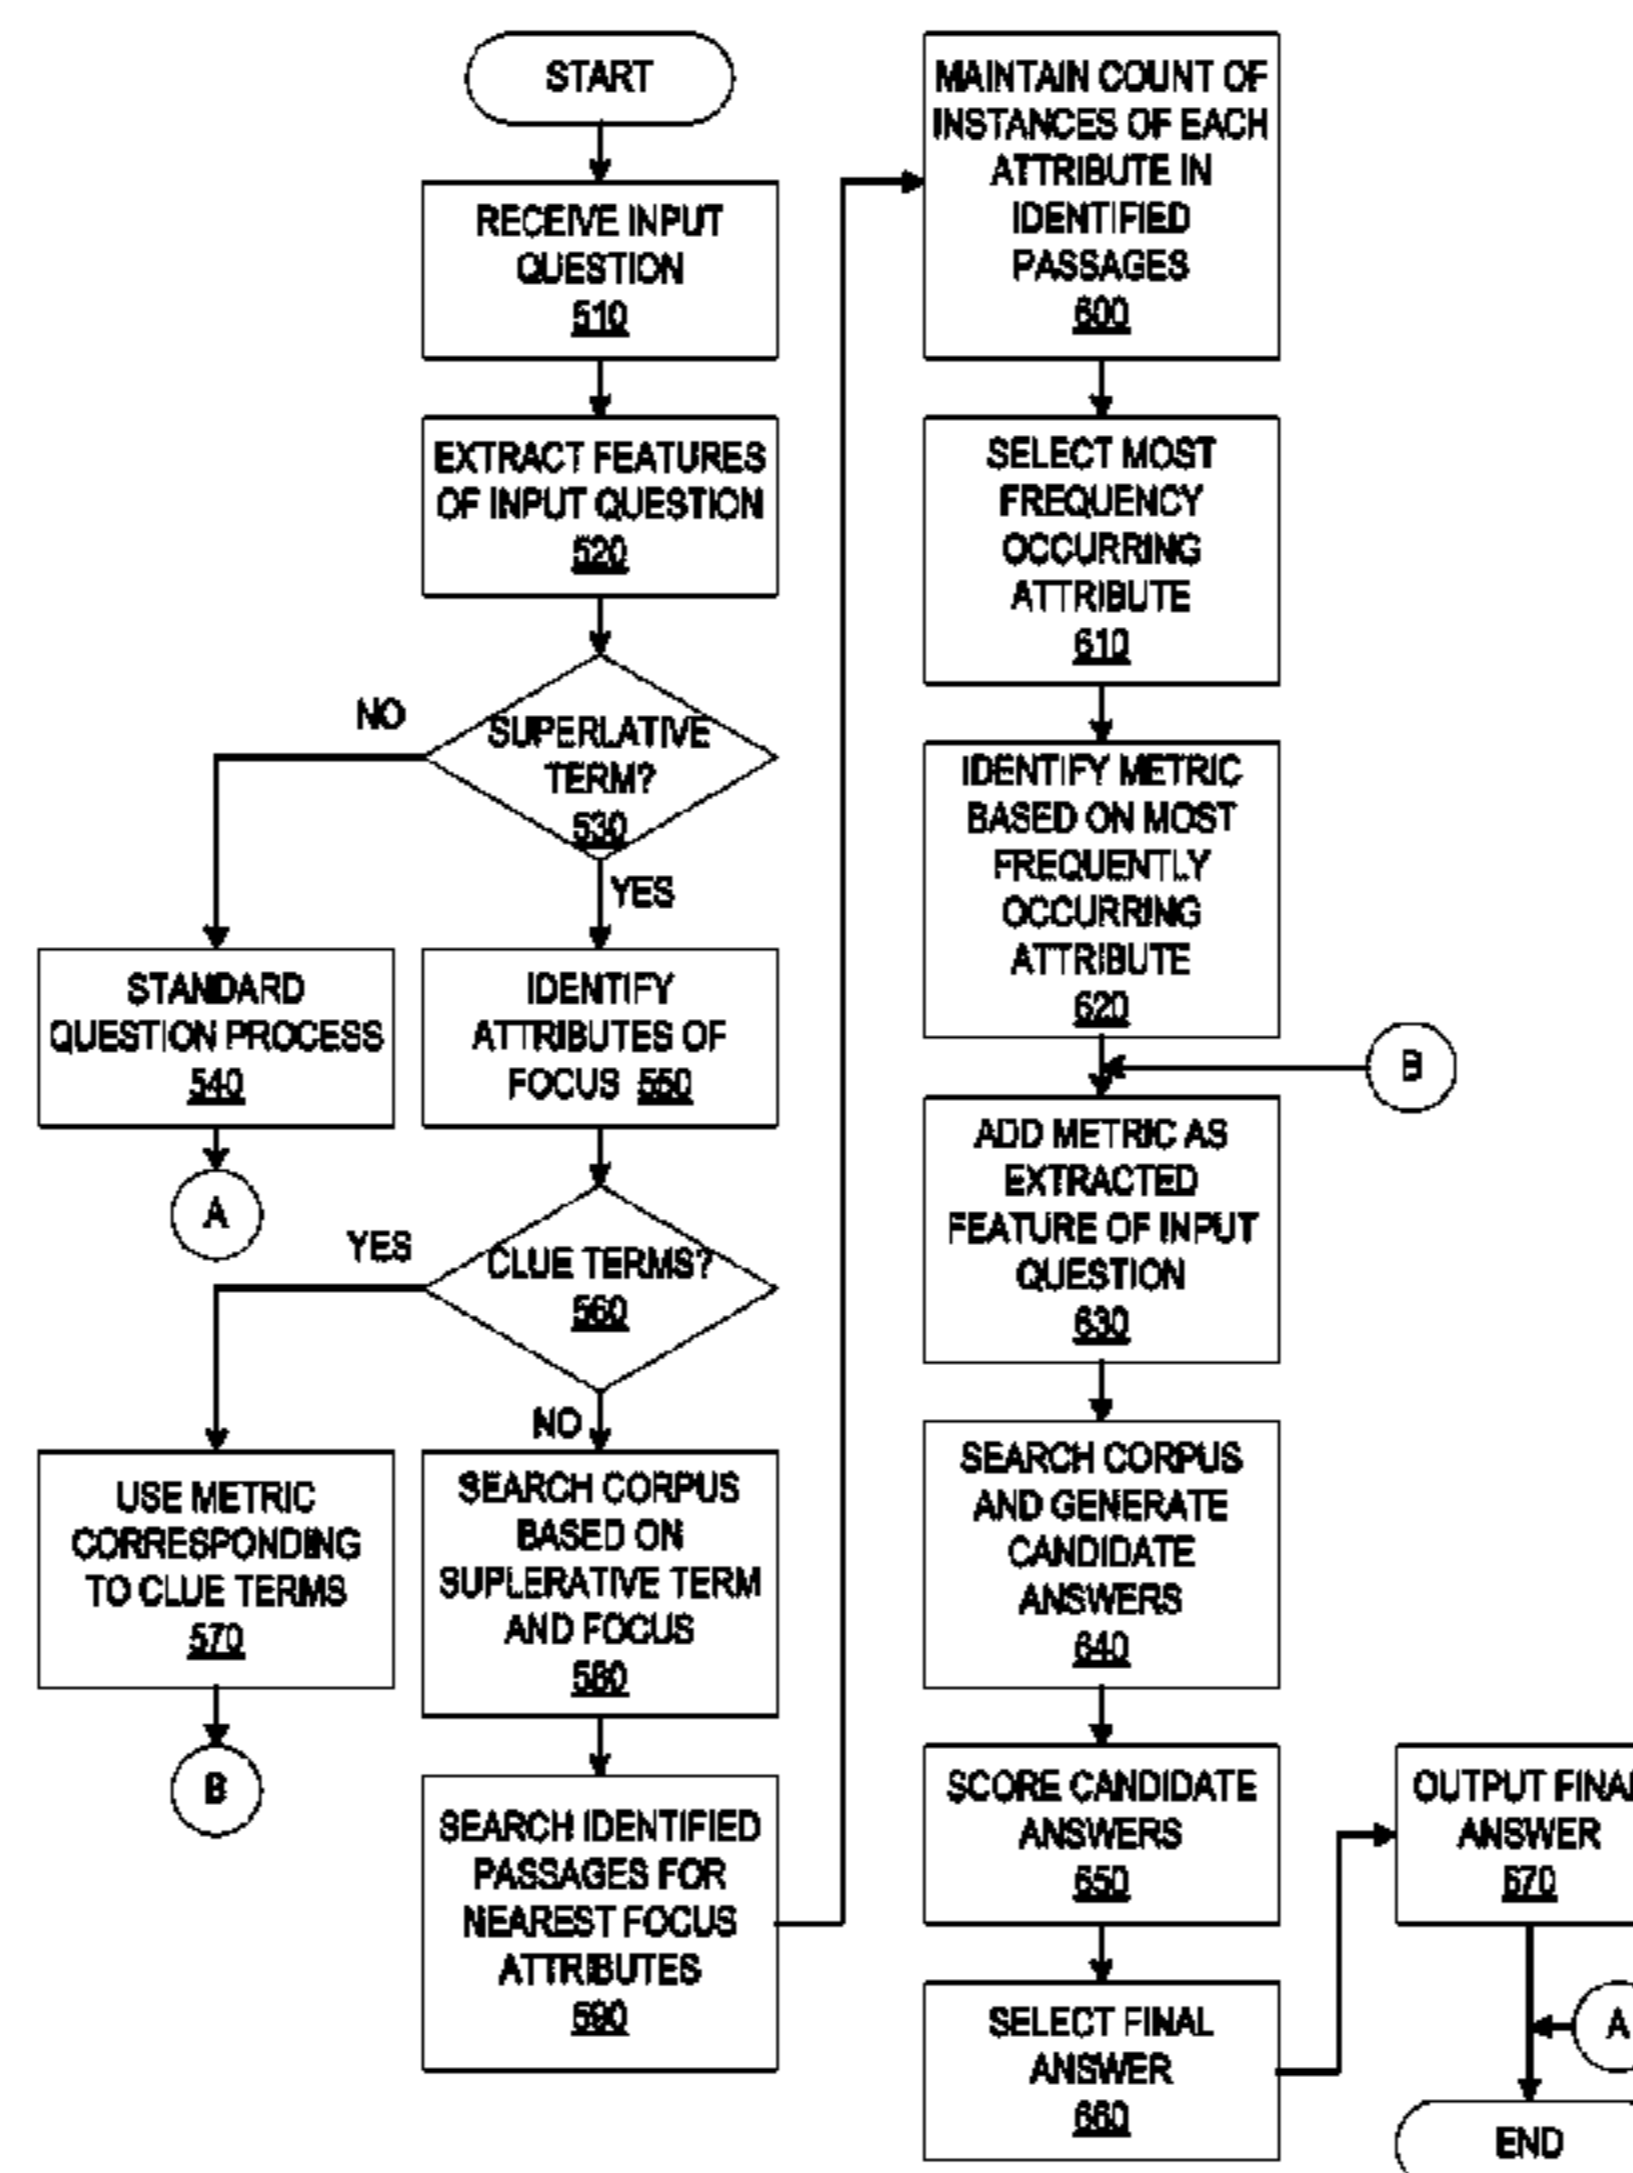 START
RECEIVE INPUT
QUESTION
510
EXTRACT FEATURES
OF INPUT QUESTION
520
SUPERLATIVE
TERM?
530
NO
YES
STANDARD
QUESTION PROCESS
540
A
IDENTIFY
ATTRIBUTES OF
FOCUS 550
CLUE TERMS?
560
YES
NO
USE METRIC
CORRESPONDING
TO CLUE TERMS
570
B
SEARCH CORPUS
BASED ON
SUPLERATIVE TERM
AND FOCUS
580
SEARCH IDENTIFIED
PASSAGES FOR
NEAREST FOCUS
ATTRIBUTES
590
MAINTAIN COUNT OF
INSTANCES OF EACH
ATTRIBUTE IN
IDENTIFIED
PASSAGES
600
SELECT MOST
FREQUENCY
OCCURRING
ATTRIBUTE
610
IDENTIFY METRIC
BASED ON MOST
FREQUENTLY
OCCURRING
ATTRIBUTE
620
B
ADD METRIC AS
EXTRACTED
FEATURE OF INPUT
QUESTION
630
SEARCH CORPUS
AND GENERATE
CANDIDATE
ANSWERS
640
SCORE CANDIDATE
ANSWERS
650
SELECT FINAL
ANSWER
660
OUTPUT FINAL
ANSWER
670
A
END